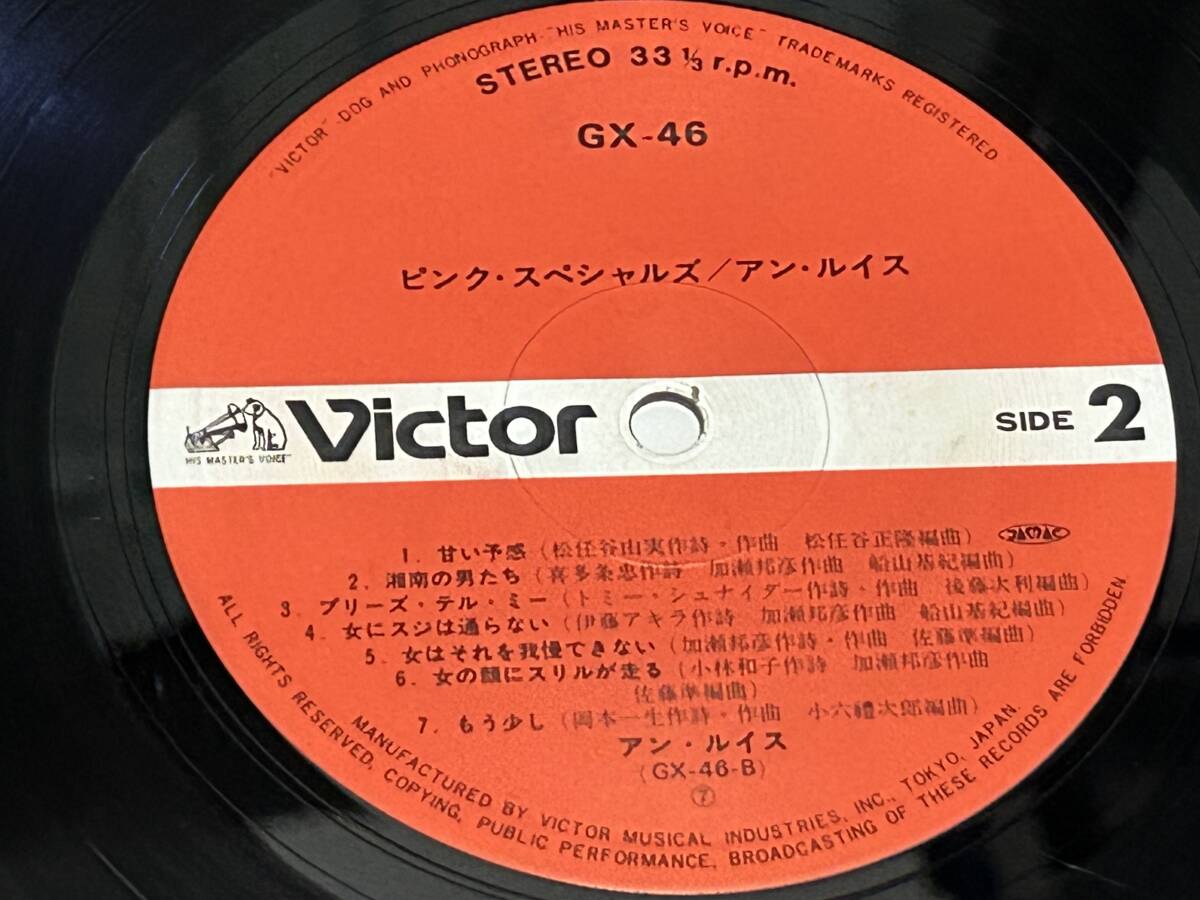 "VICTOR"-DOG AND PHONOGRAPH-"HIS MASTER'S VOICE" TRADEMARKS REGISTERED
STEREO 33⅓ r.p.m.
GX-46
ピンク・スペシャルズ/アン・ルイス
HIS MASTER'S VOICE
Victor
SIDE 2
1. 甘い予感(松任谷由実作詩・作曲 松任谷正隆編曲)
2. 湘南の男たち(喜多条忠作詩 加瀬邦彦作曲 船山基紀編曲)
3. プリーズ・テル・ミー(トミー・シュナイダー作詩・作曲 後藤次利編曲)
4. 女にスジは通らない(伊藤アキラ作詩 加瀬邦彦作曲 船山基紀編曲)
5. 女はそれを我慢できない(加瀬邦彦作詩・作曲 佐藤準編曲)
6. 女の顔にスリルが走る(小林和子作詩 加瀬邦彦作曲
佐藤準編曲)
7. もう少し(岡本一生作詩・作曲 小六禮次郎編曲)
アン・ルイス
(GX-46-B)
⑦
MANUFACTURED BY VICTOR MUSICAL INDUSTRIES, INC., TOKYO, JAPAN.
ALL RIGHTS RESERVED, COPYING, PUBLIC PERFORMANCE, BROADCASTING OF THESE RECORDS ARE FORBIDDEN